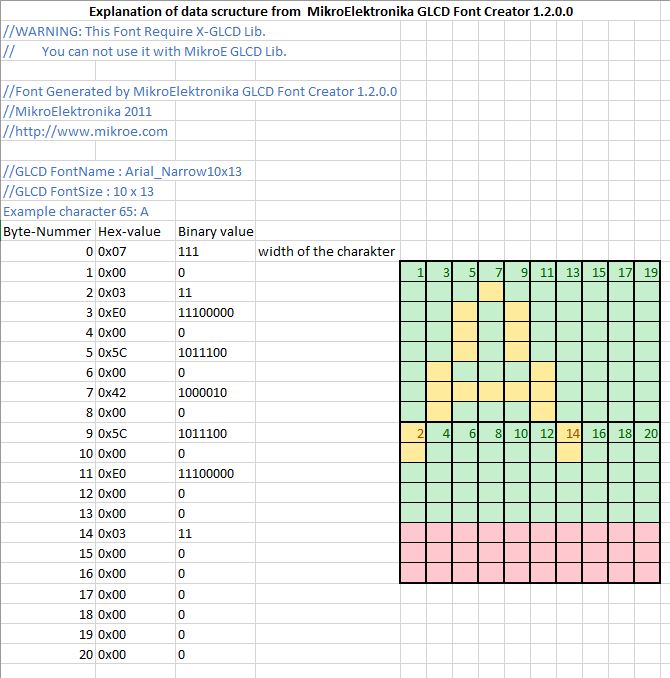 Explanation of data scructure from MikroElektronika GLCD Font Creator 1.2.0.0
//WARNING: This Font Require X-GLCD Lib.
// You can not use it with MikroE GLCD Lib.
//Font Generated by MikroElektronika GLCD Font Creator 1.2.0.0
//MikroElektronika 2011
//http://www.mikroe.com
//GLCD FontName : Arial_Narrow10x13
//GLCD FontSize : 10 x 13
Example character 65: A
Byte-Nummer Hex-value Binary value
0 0x07 111 width of the charakter
1 0x00 0 1 3 5 7 9 11 13 15 17 19
2 0x03 11
3 0xE0 11100000
4 0x00 0
5 0x5C 1011100
6 0x00 0
7 0x42 1000010
8 0x00 0
9 0x5C 1011100 2 4 6 8 10 12 14 16 18 20
10 0x00 0
11 0xE0 11100000
12 0x00 0
13 0x00 0
14 0x03 11
15 0x00 0
16 0x00 0
17 0x00 0
18 0x00 0
19 0x00 0
20 0x00 0